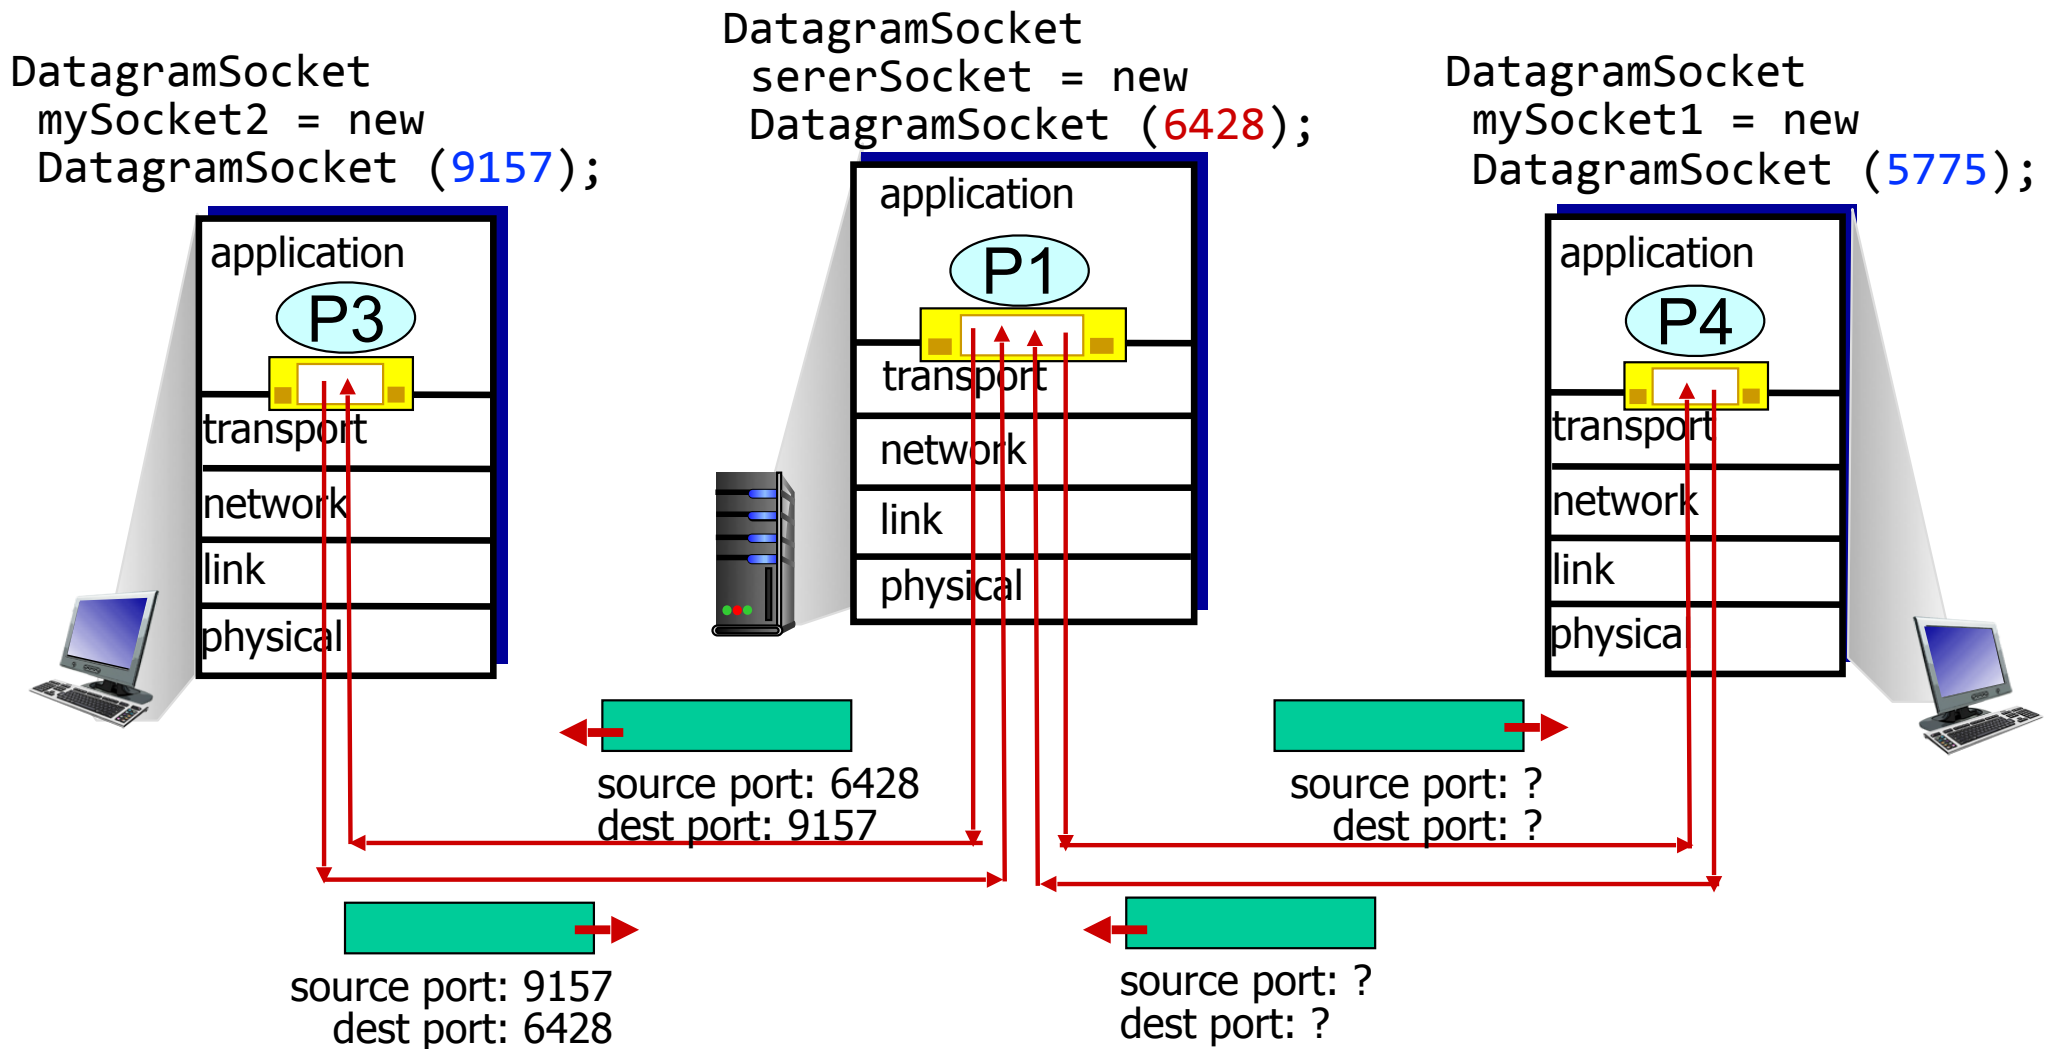 DatagramSocket
mySocket2 = new
DatagramSocket (9157);
DatagramSocket
sererSocket = new
DatagramSocket (6428);
DatagramSocket
mySocket1 = new
DatagramSocket (5775);
application
P3
transport
network
link
physical
application
P1
transport
network
link
physical
application
P4
transport
network
link
physica
source port: 6428
dest port: 9157
source port: ?
dest port: ?
source port: 9157
dest port: 6428
source port: ?
dest port: ?